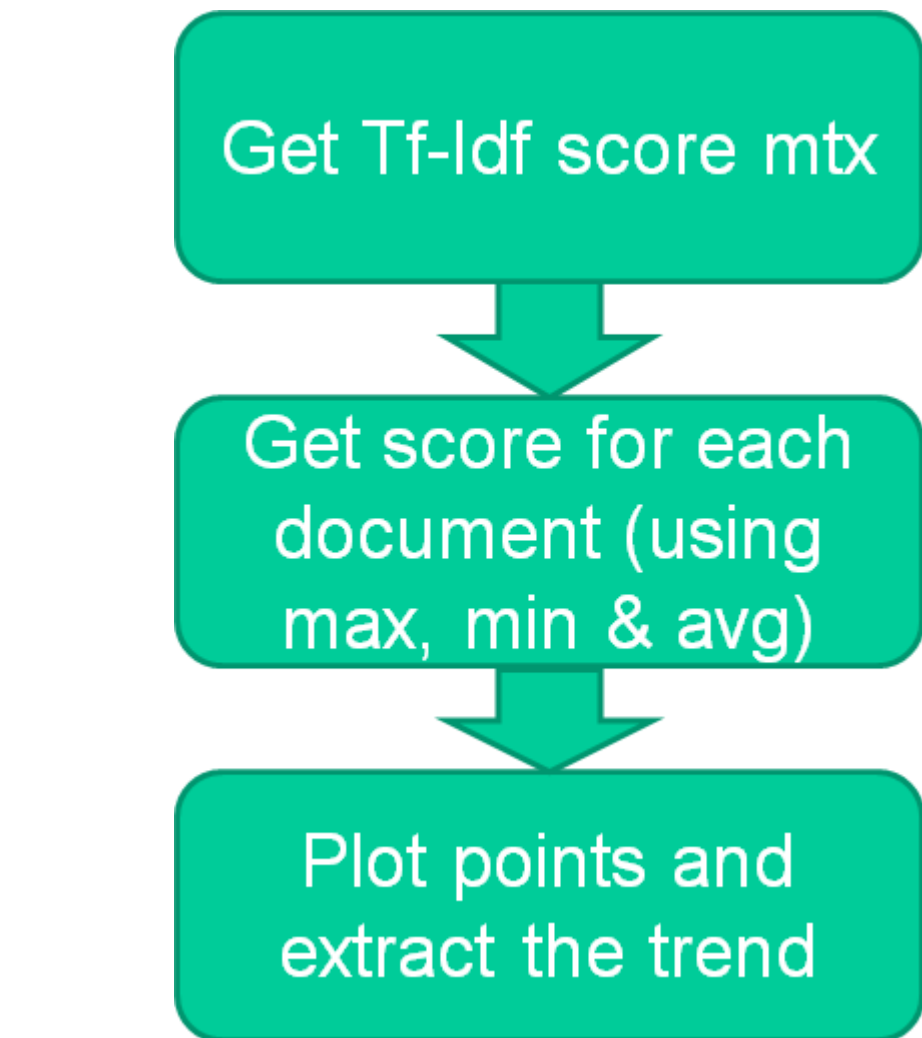 Get Tf-Idf score mtx
Get score for each
document (using
max, min & avg)
Plot points and
extract the trend